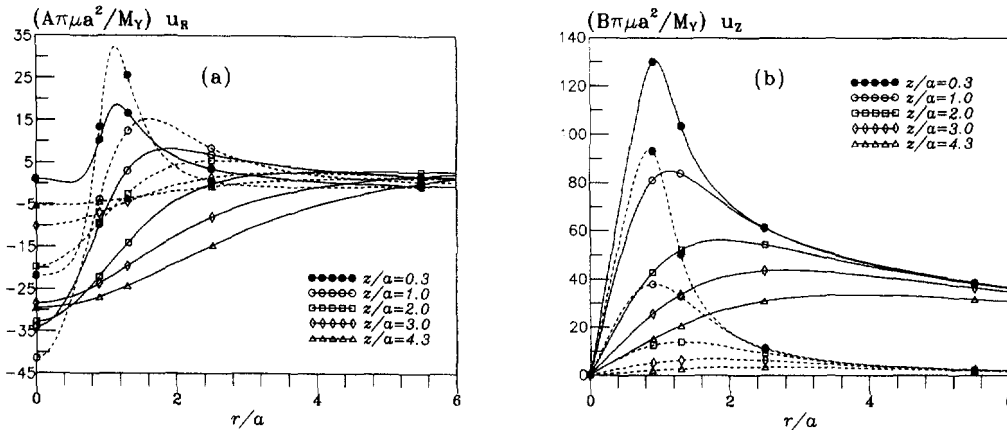 (Aπμa²/M_Y) u_R
35
25
15
5
-5
-15
-25
-35
-45
(a)
z/a=0.3
z/a=1.0
z/a=2.0
z/a=3.0
z/a=4.3
0 2 4 6
r/a
(Bπμa²/M_Y) u_Z
140
120
100
80
60
40
20
0
(b)
z/a=0.3
z/a=1.0
z/a=2.0
z/a=3.0
z/a=4.3
0 2 4 6
r/a